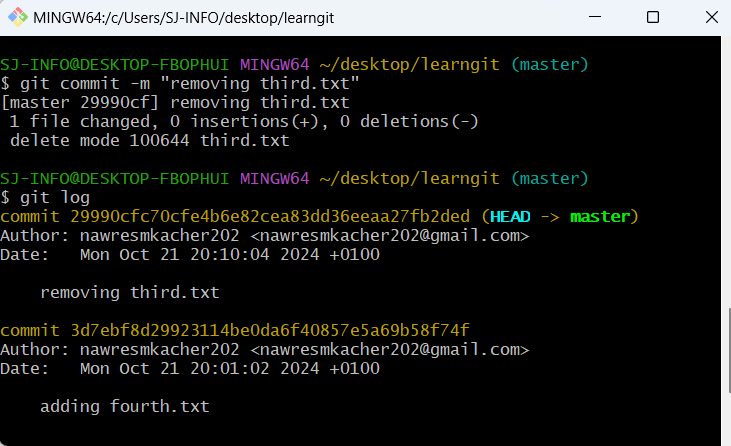 MINGW64:/c/Users/SJ-INFO/desktop/learngit
SJ-INFO@DESKTOP-FBOPHUI MINGW64 ~/desktop/learngit (master)
$ git commit -m "removing third.txt"
[master 29990cf] removing third.txt
 1 file changed, 0 insertions(+), 0 deletions(-)
 delete mode 100644 third.txt
SJ-INFO@DESKTOP-FBOPHUI MINGW64 ~/desktop/learngit (master)
$ git log
commit 29990cfc70cfe4b6e82cea83dd36eeaa27fb2ded (HEAD -> master)
Author: nawresmkacher202 <nawresmkacher202@gmail.com>
Date:   Mon Oct 21 20:10:04 2024 +0100
    removing third.txt
commit 3d7ebf8d29923114be0da6f40857e5a69b58f74f
Author: nawresmkacher202 <nawresmkacher202@gmail.com>
Date:   Mon Oct 21 20:01:02 2024 +0100
    adding fourth.txt